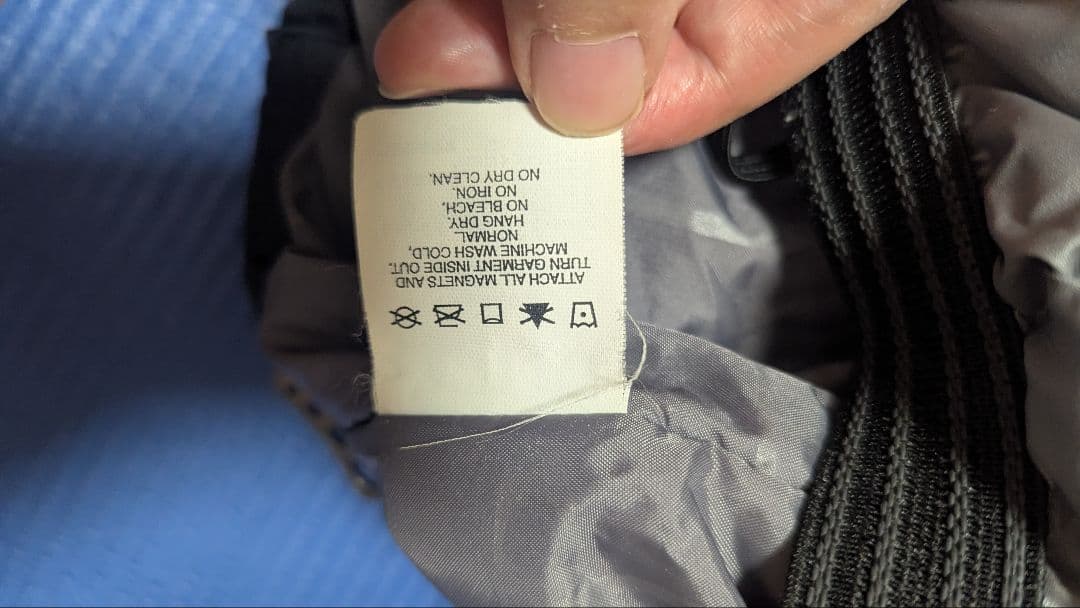 ATTACH ALL MAGNETS AND
TURN GARMENT INSIDE OUT.
MACHINE WASH COLD,
NORMAL.
HANG DRY.
NO BLEACH.
NO IRON.
NO DRY CLEAN.